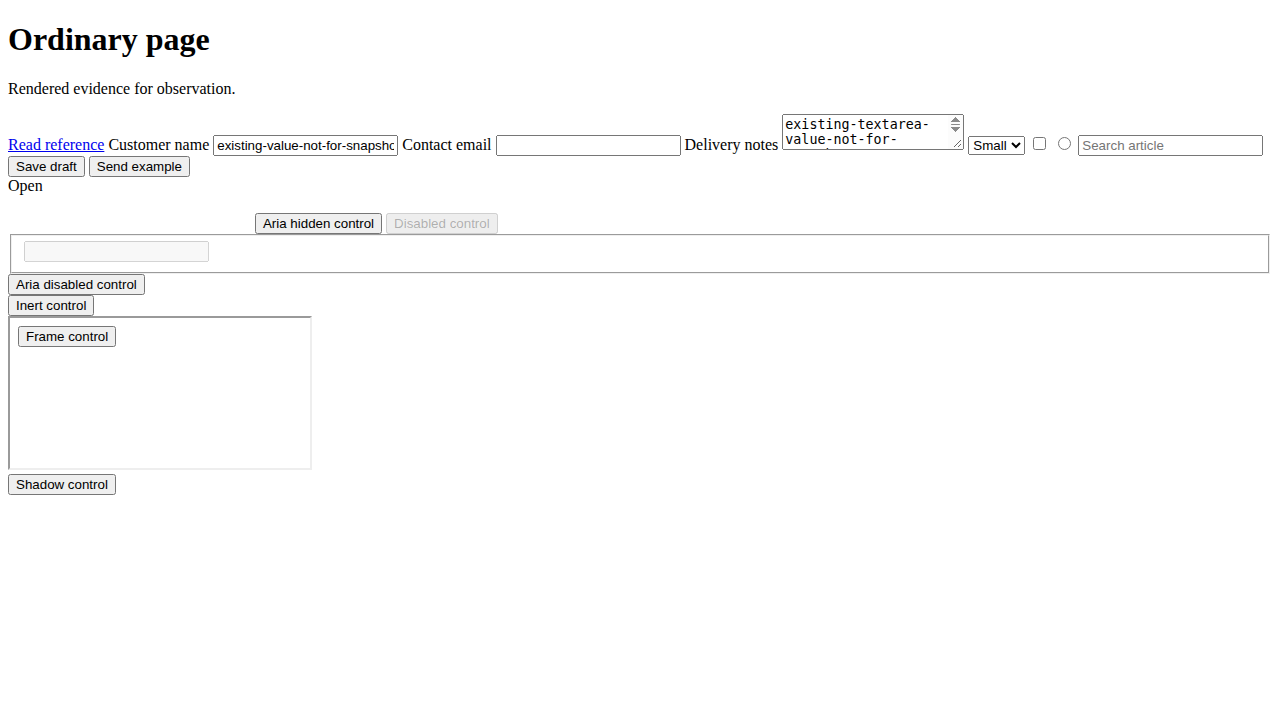 Ordinary page
Rendered evidence for observation.
Read reference Customer name existing-value-not-for-snapsho Contact email Delivery notes existing-textarea-
value-not-for- Small Search article
Save draft Send example
Open
Aria hidden control Disabled control
Aria disabled control
Inert control
Frame control
Shadow control